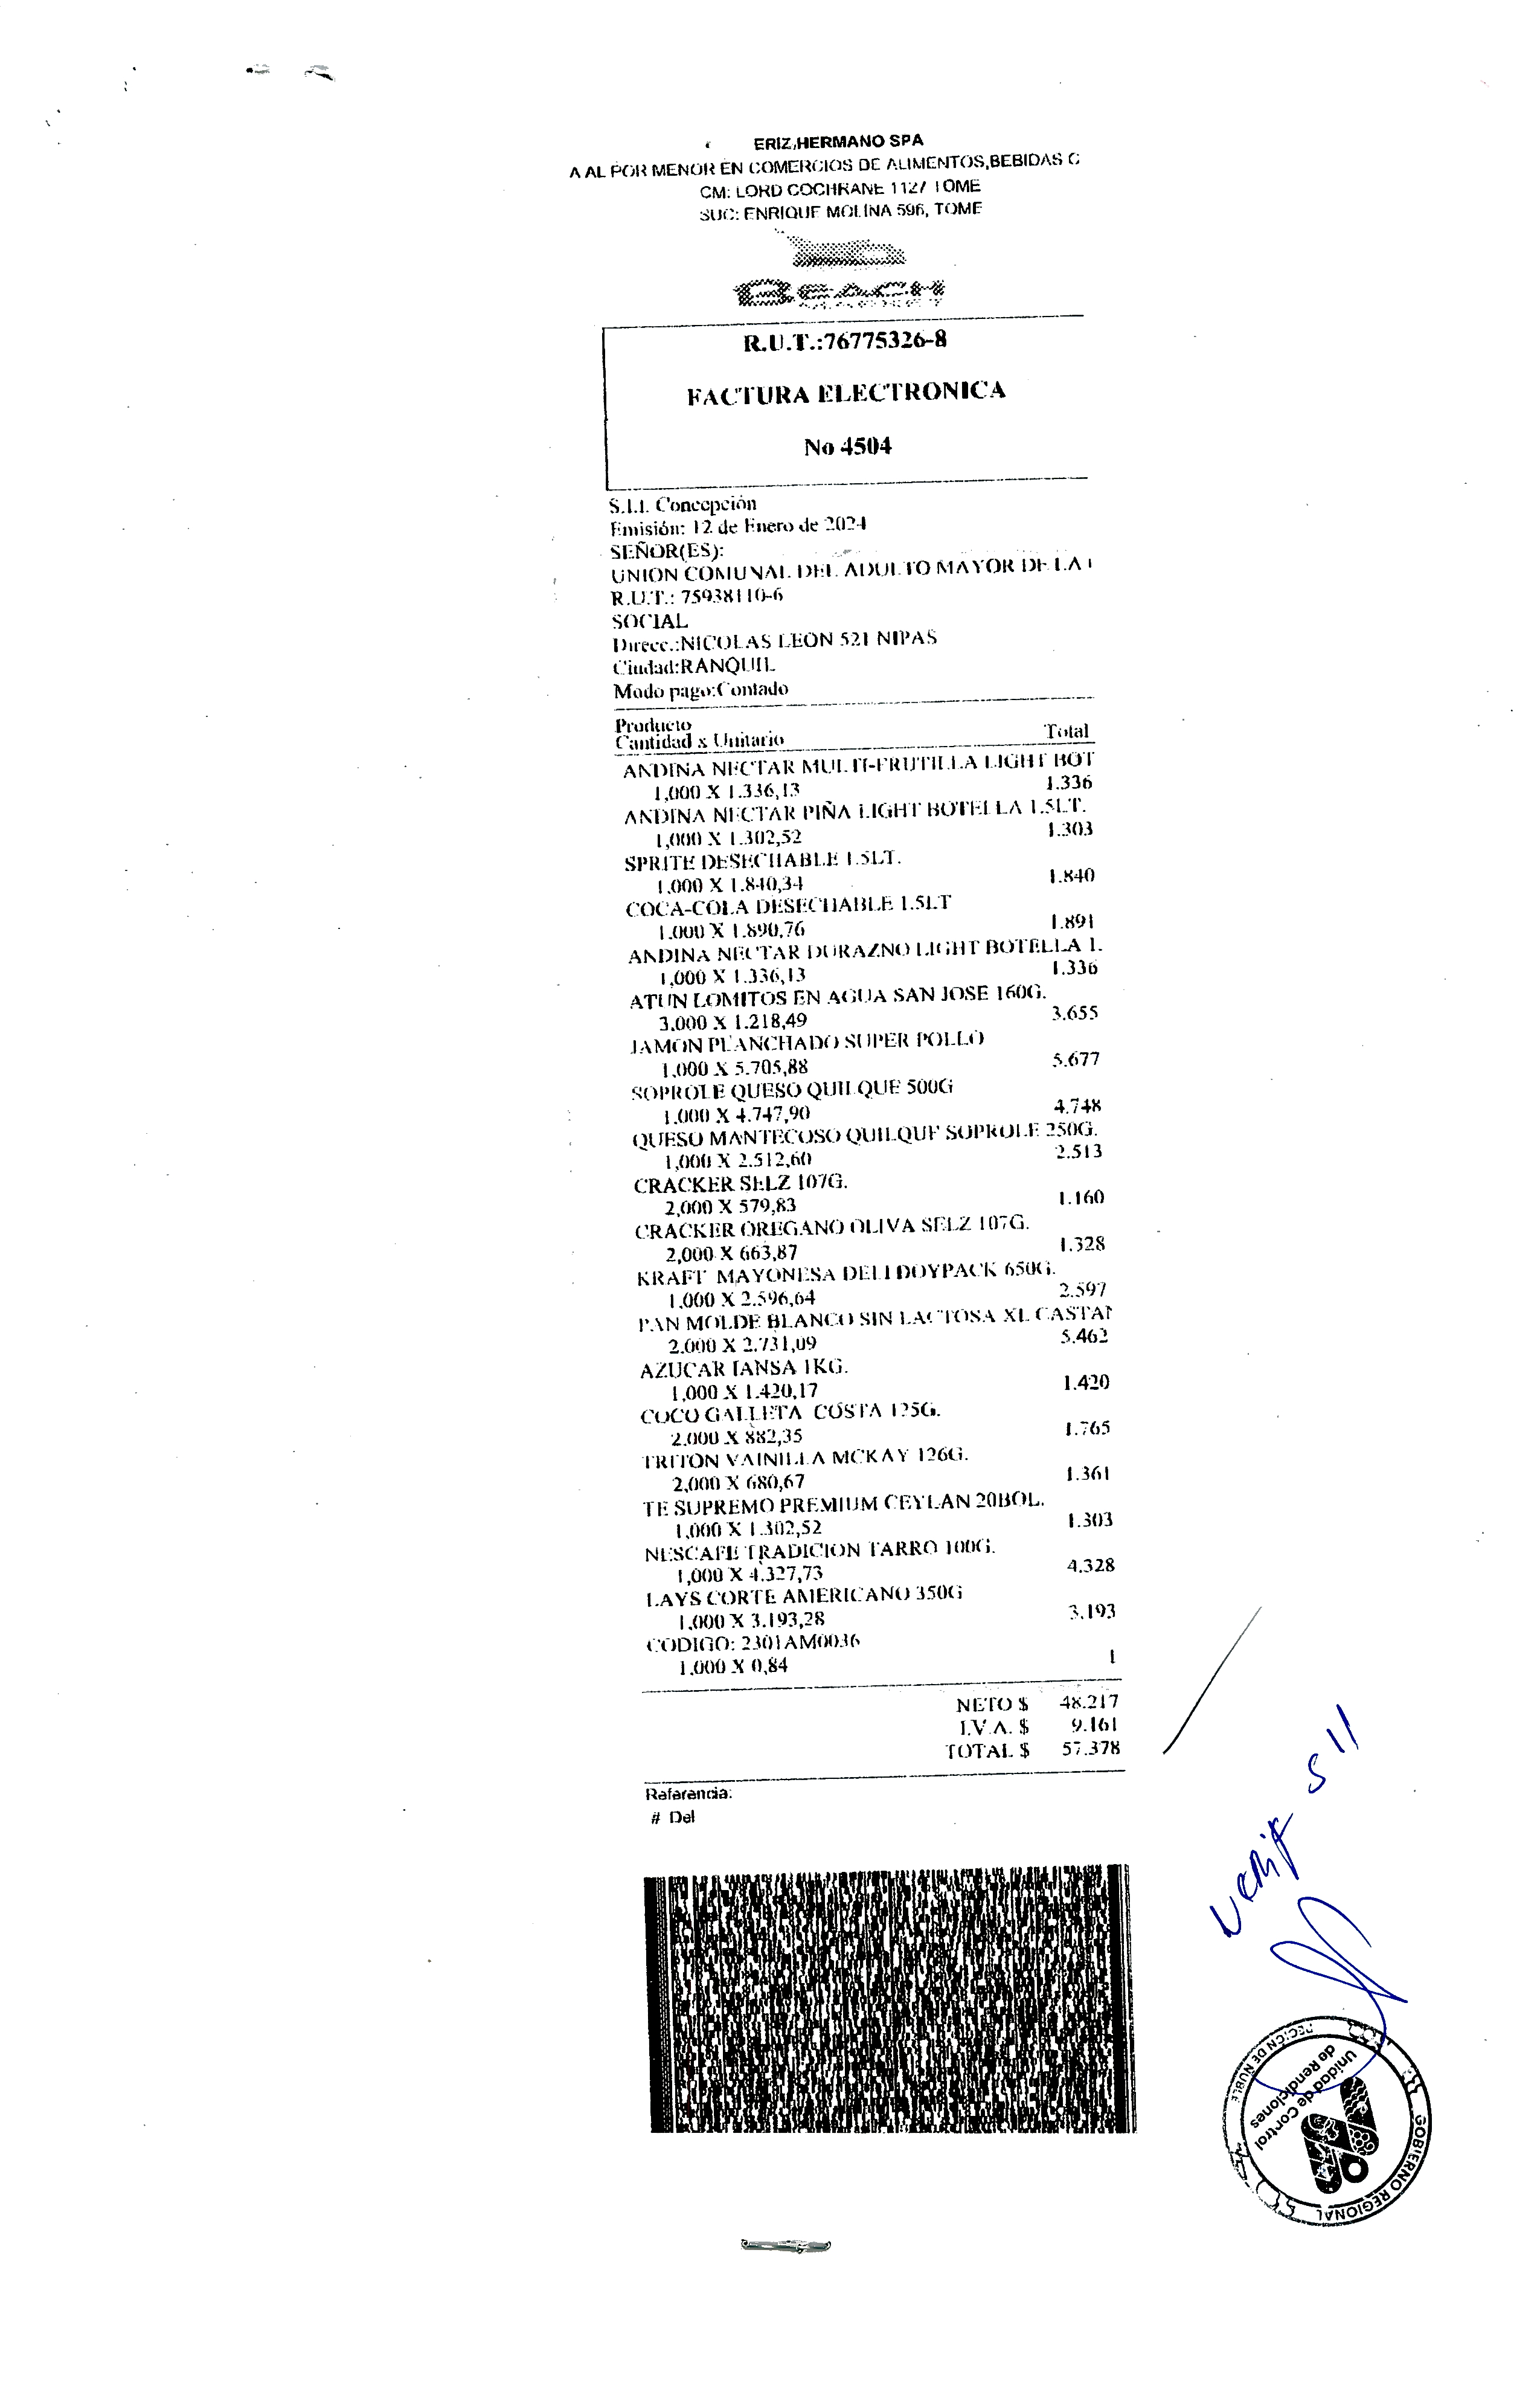 ERIZ,HERMANO SPA
A AL POR MENOR EN COMERCIOS DE ALIMENTOS,BEBIDAS O
CM: LORD COCHRANE 1127 TOME
SUC: ENRIQUE MOLINA 596, TOME
BEACH
R.U.T.:76775326-8
FACTURA ELECTRONICA
No 4504
S.I.I. Concepción
Emisión: 12 de Enero de 2024
SEÑOR(ES):
UNION COMUNAL DEL ADULTO MAYOR DE LA
R.U.T.: 75938110-6
SOCIAL
Direcc.:NICOLAS LEON 521 NIPAS
Ciudad:RANQUIL
Modo pago:Contado
Producto
Cantidad x Unitario Total
ANDINA NECTAR MULTI-FRUTILLA LIGHT BOT
1,000 X 1.336,13 1.336
ANDINA NECTAR PIÑA LIGHT BOTELLA 1.5LT.
1,000 X 1.302,52 1.303
SPRITE DESECHABLE 1.5LT.
1,000 X 1.840,34 1.840
COCA-COLA DESECHABLE 1.5LT
1,000 X 1.890,76 1.891
ANDINA NECTAR DURAZNO LIGHT BOTELLA 1.
1,000 X 1.336,13 1.336
ATUN LOMITOS EN AGUA SAN JOSE 160G.
3,000 X 1.218,49 3.655
JAMON PLANCHADO SUPER POLLO
1,000 X 5.705,88 5.677
SOPROLE QUESO QUILQUE 500G
1,000 X 4.747,90 4.748
QUESO MANTECOSO QUILQUE SOPROLE 250G.
1,000 X 2.512,60 2.513
CRACKER SELZ 107G.
2,000 X 579,83 1.160
CRACKER OREGANO OLIVA SELZ 107G.
2,000 X 663,87 1.328
KRAFT MAYONESA DELI DOYPACK 650G.
1,000 X 2.596,64 2.597
PAN MOLDE BLANCO SIN LACTOSA XL CASTAÑ
2,000 X 2.731,09 5.462
AZUCAR IANSA 1KG.
1,000 X 1.420,17 1.420
COCO GALLETA COSTA 125G.
2,000 X 882,35 1.765
TRITON VAINILLA MCKAY 126G.
2,000 X 680,67 1.361
TE SUPREMO PREMIUM CEYLAN 20BOL.
1,000 X 1.302,52 1.303
NESCAFE TRADICION TARRO 100G.
1,000 X 4.327,73 4.328
LAYS CORTE AMERICANO 350G
1,000 X 3.193,28 3.193
CODIGO: 2301AM0036
1,000 X 0,84 1
NETO $ 48.217
I.V.A. $ 9.161
TOTAL $ 57.378
Referencia:
# Del
Verif SII
GOBIERNO REGIONAL
REGION DE ÑUBLE
Unidad de Control
de Rendiciones